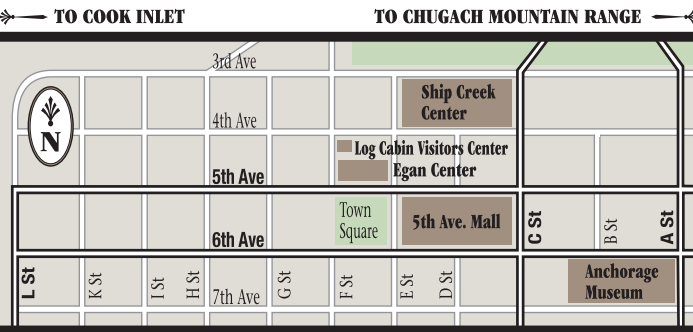 TO COOK INLET
TO CHUGACH MOUNTAIN RANGE
3rd Ave
Ship Creek
Center
4th Ave
N
Log Cabin Visitors Center
Egan Center
5th Ave
Town
Square
5th Ave. Mall
6th Ave
C St
B St
A St
L St
K St
I St
H St
7th Ave
G St
F St
E St
D St
Anchorage
Museum